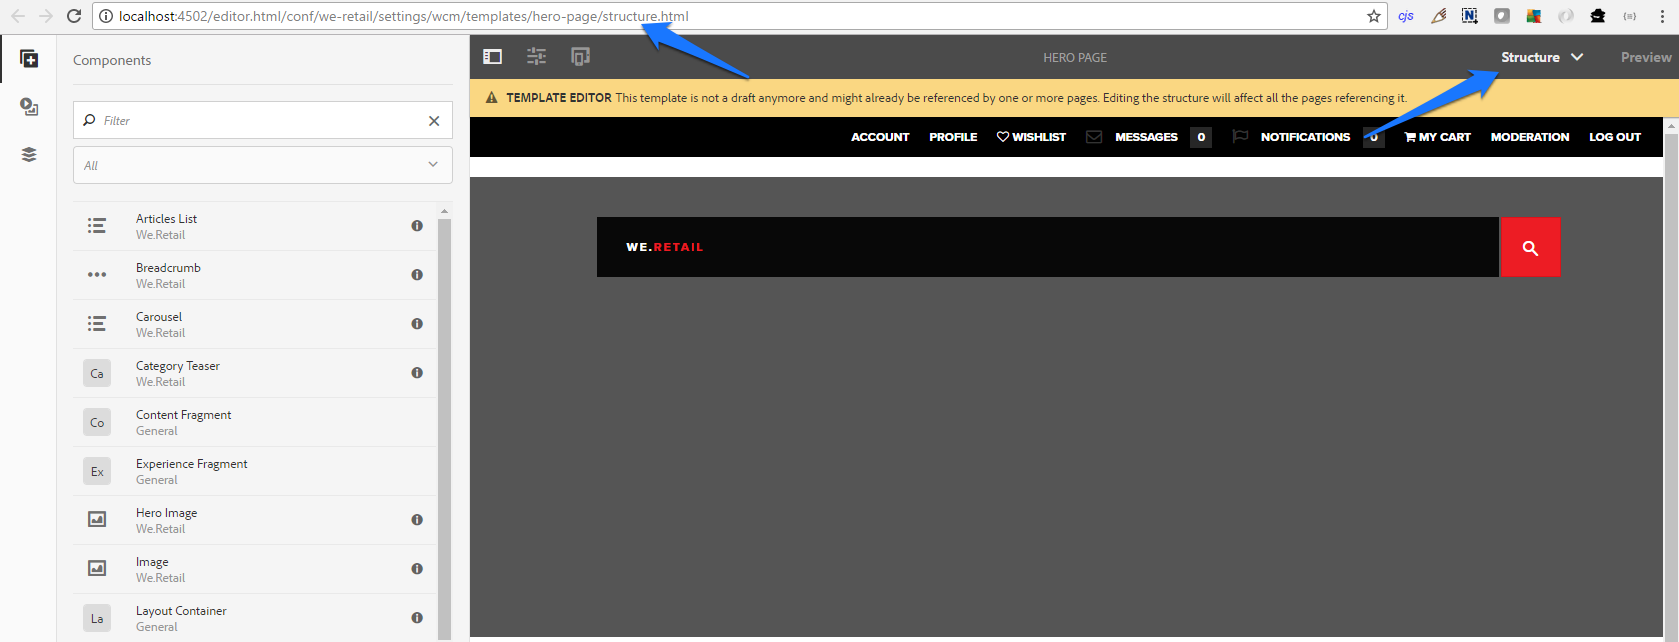 localhost:4502/editor.html/conf/we-retail/settings/wcm/templates/hero-page/structure.html
cjs
N
Components
HERO PAGE
Structure
Preview
TEMPLATE EDITOR This template is not a draft anymore and might already be referenced by one or more pages. Editing the structure will affect all the pages referencing it.
Filter
All
ACCOUNT PROFILE WISHLIST MESSAGES 0 NOTIFICATIONS 0 MY CART MODERATION LOG OUT
WE.RETAIL
Articles List
We.Retail
Breadcrumb
We.Retail
Carousel
We.Retail
Ca
Category Teaser
We.Retail
Co
Content Fragment
General
Ex
Experience Fragment
General
Hero Image
We.Retail
Image
We.Retail
La
Layout Container
General